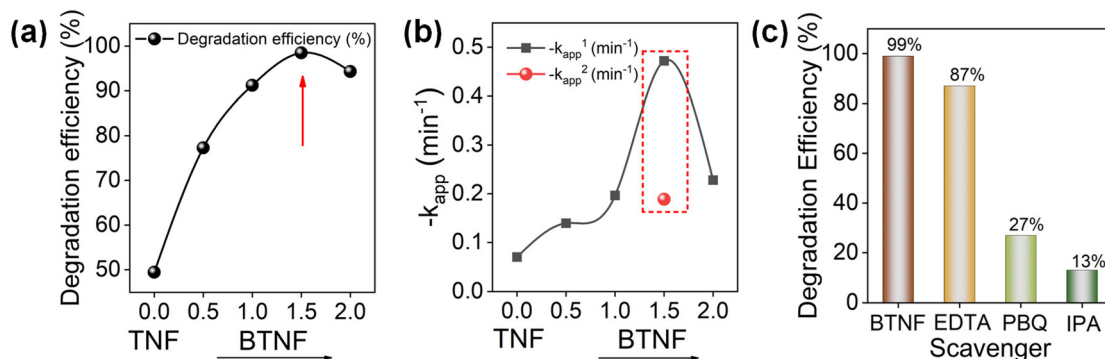 (a)
Degradation efficiency (%)
100
90
80
70
60
50
Degradation efficiency (%)
0.0 0.5 1.0 1.5 2.0
TNF BTNF
(b)
-k_app (min⁻¹)
0.5
0.4
0.3
0.2
0.1
0.0
-k_app¹ (min⁻¹)
-k_app² (min⁻¹)
0.0 0.5 1.0 1.5 2.0
TNF BTNF
(c)
Degradation Efficiency (%)
100
80
60
40
20
0
99%
87%
27%
13%
BTNF EDTA PBQ IPA
Scavenger